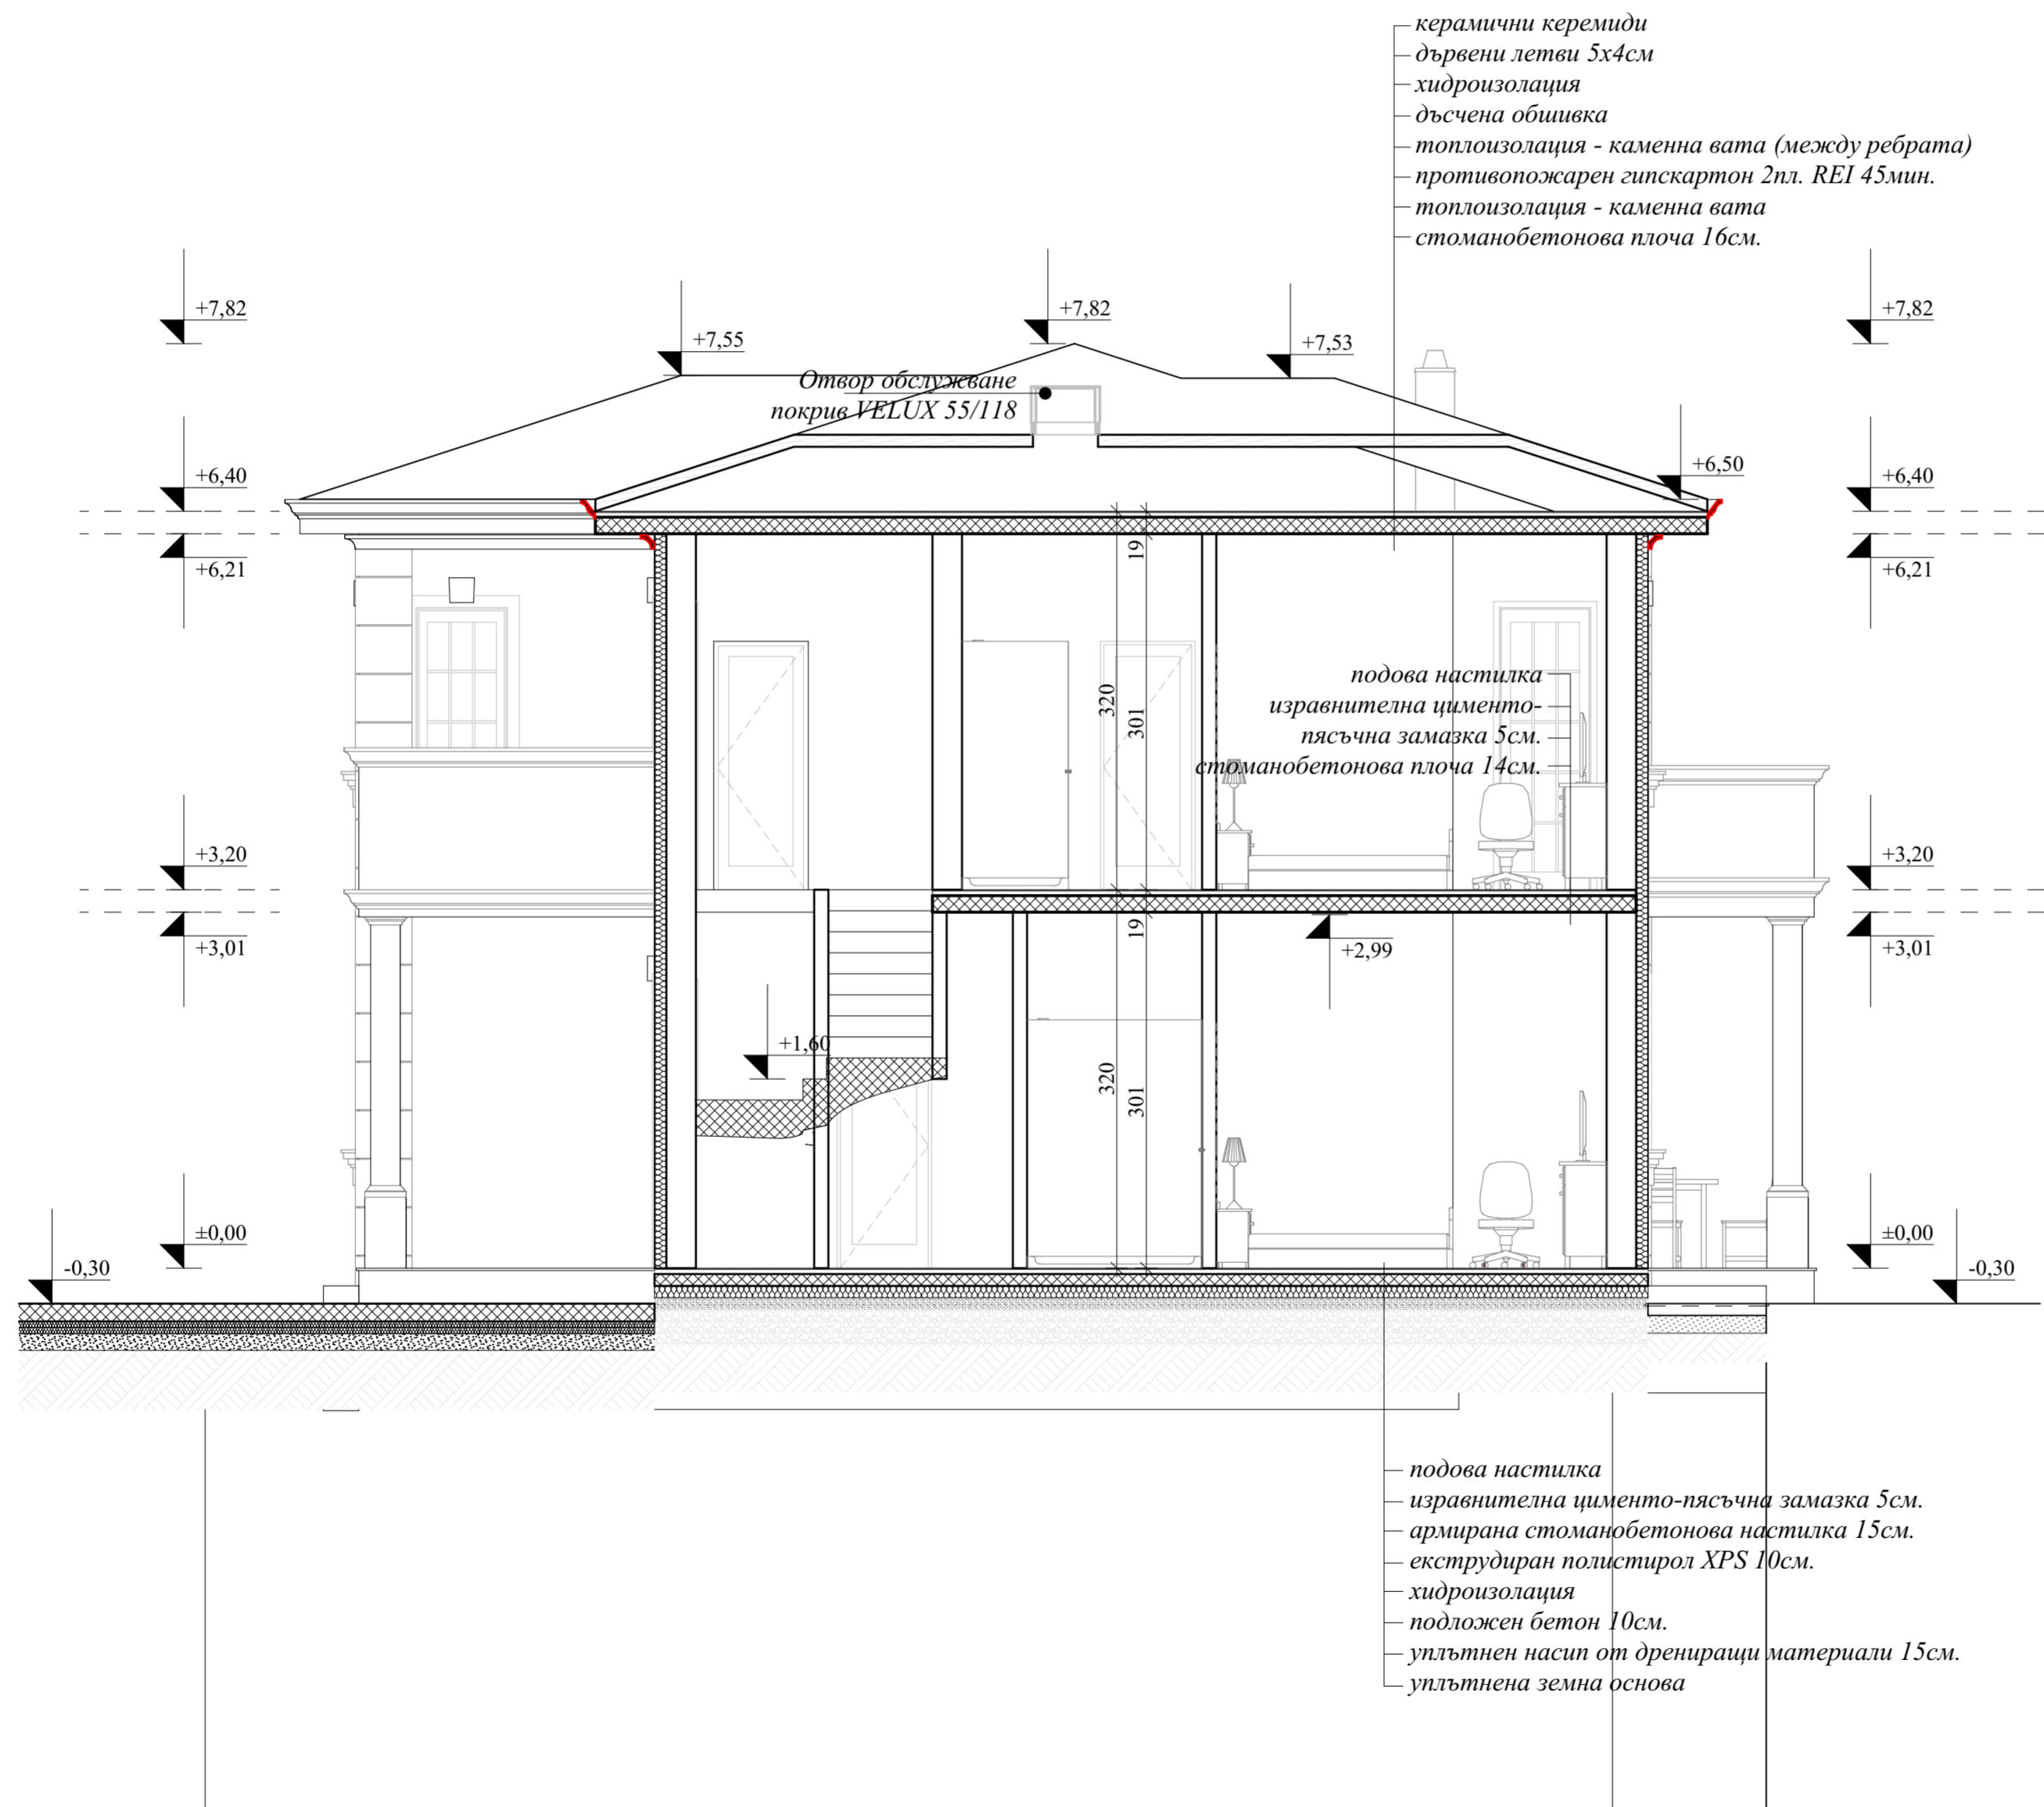 керамични керемиди
дървени летви 5х4см
хидроизолация
дъсчена обшивка
топлоизолация - каменна вата (между ребрата)
противопожарен гипскартон 2пл. REI 45мин.
топлоизолация - каменна вата
стоманобетонова плоча 16см.
+7,82
+7,82
+7,82
+7,55
+7,53
Отвор обслужване
покрив VELUX 55/118
+6,40
+6,50
+6,40
+6,21
19
+6,21
подова настилка
изравнителна цименто-
пясъчна замазка 5см.
стоманобетонова плоча 14см.
320
301
+3,20
+3,20
+3,01
19
+2,99
+3,01
+1,60
320
301
±0,00
±0,00
-0,30
-0,30
подова настилка
изравнителна цименто-пясъчна замазка 5см.
армирана стоманобетонова настилка 15см.
екструдиран полистирол XPS 10см.
хидроизолация
подложен бетон 10см.
уплътнен насип от дрениращи материали 15см.
уплътнена земна основа